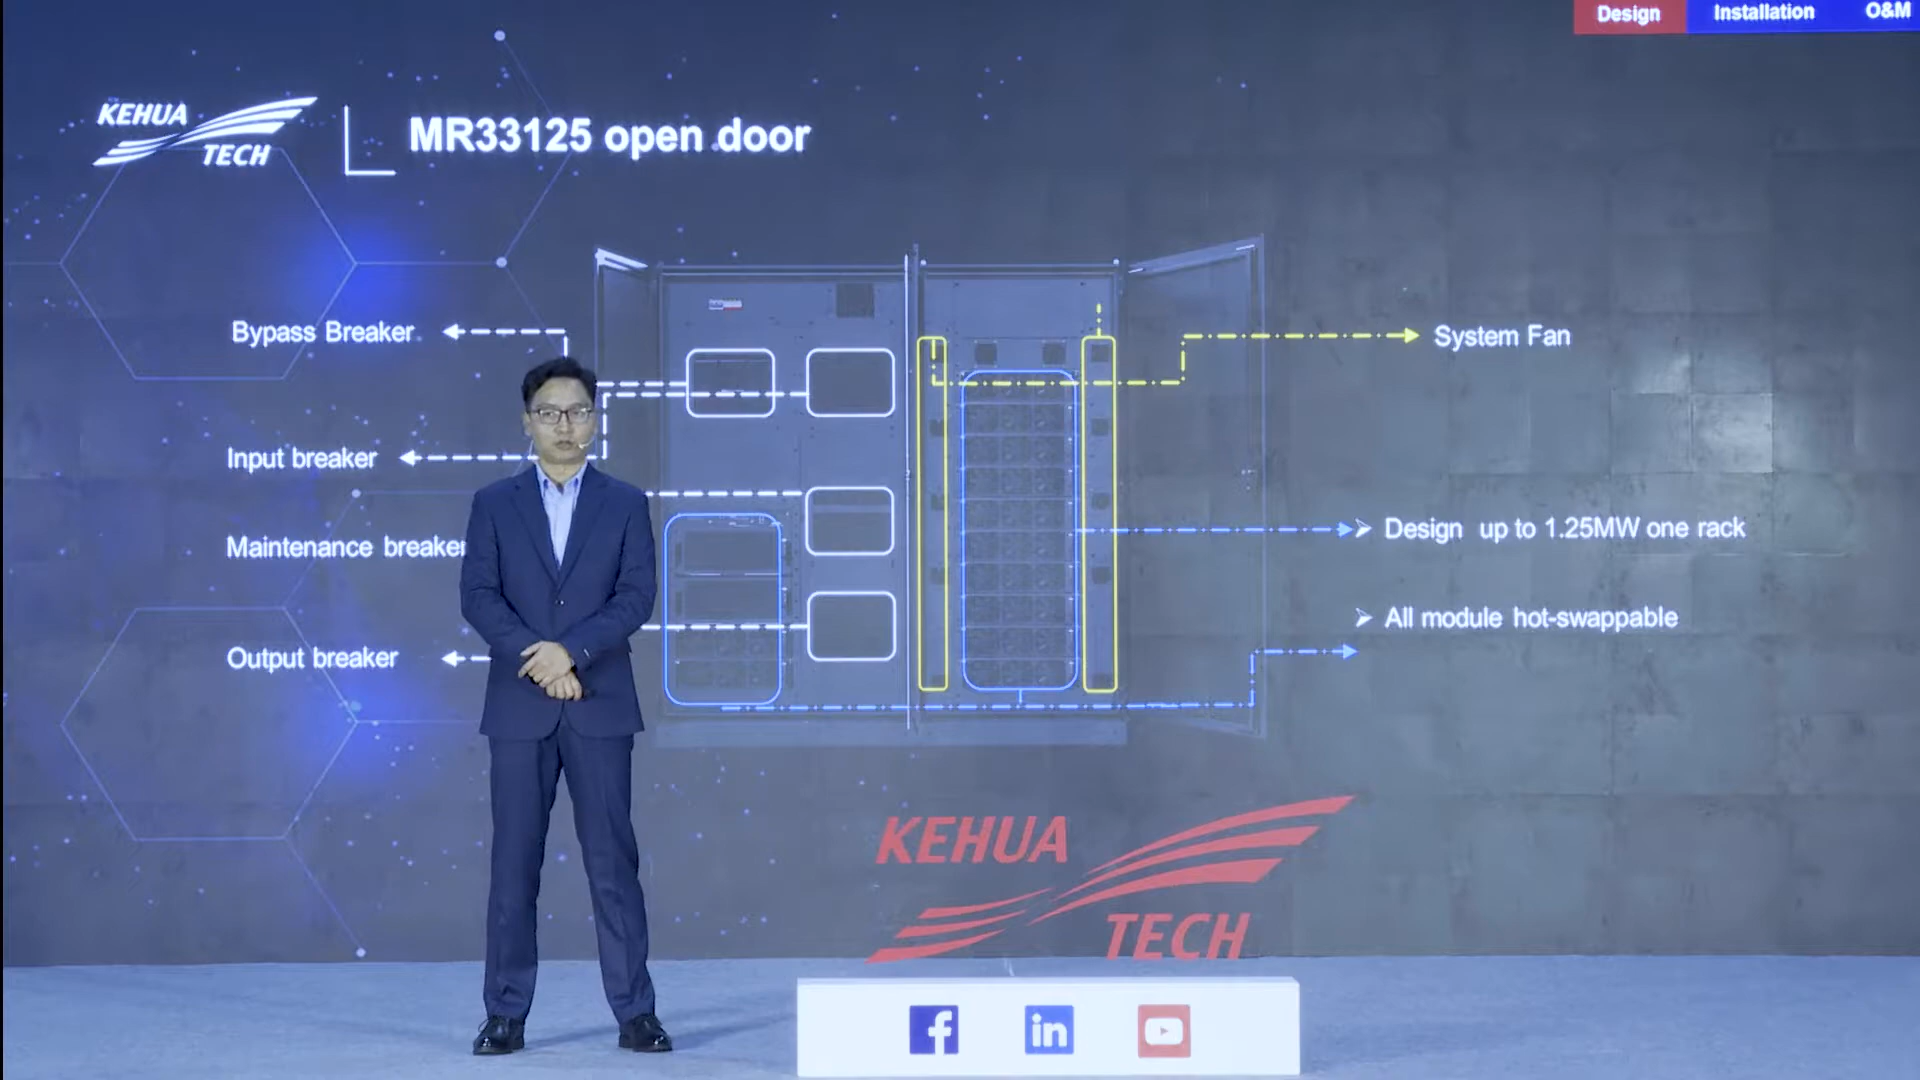 Design Installation O&M
KEHUA
TECH
MR33125 open door
Bypass Breaker
System Fan
Input breaker
Design up to 1.25MW one rack
Maintenance breaker
All module hot-swappable
Output breaker
KEHUA
TECH
f in